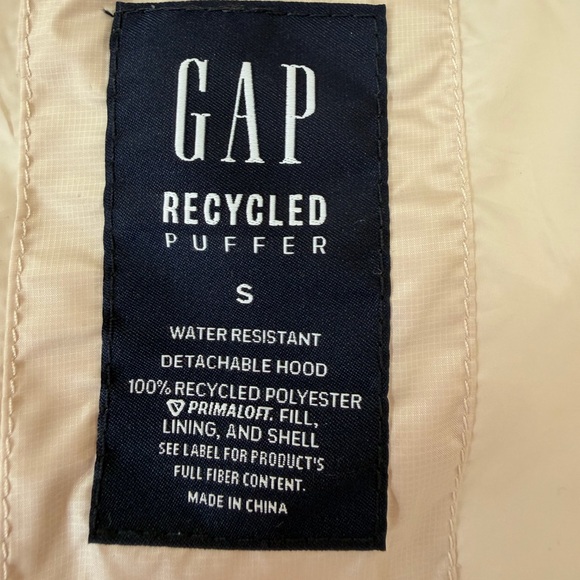 GAP
RECYCLED
PUFFER
S
WATER RESISTANT
DETACHABLE HOOD
100% RECYCLED POLYESTER
PRIMALOFT. FILL,
LINING, AND SHELL
SEE LABEL FOR PRODUCT'S
FULL FIBER CONTENT.
MADE IN CHINA